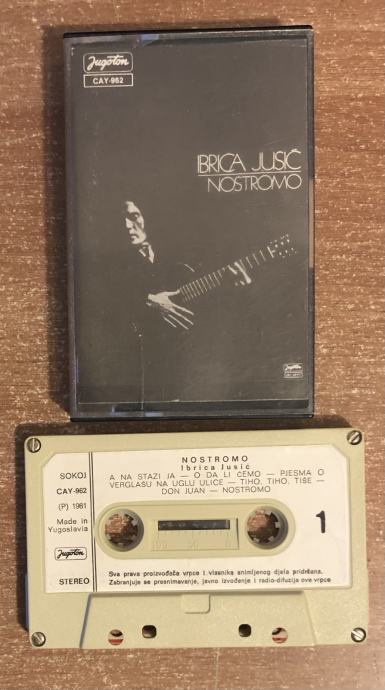 Jugoton
CAY-962
IBRICA JUSIĆ
NOSTROMO
Jugoton
NOSTROMO
Ibrica Jusić
A NA STAZI JA — O DA LI ĆEMO — PJESMA O
VERGLAŠU NA UGLU ULICE — TIHO, TIHO, TIŠE —
DON JUAN — NOSTROMO
SOKOJ
CAY-962
(P) 1981
Made in
Yugoslavia
Jugoton
STEREO
1
Sva prava proizvođača vrpce i vlasnika snimljenog djela pridržana.
Zabranjuje se presnimavanje, javno izvođenje i radio-difuzija ove vrpce